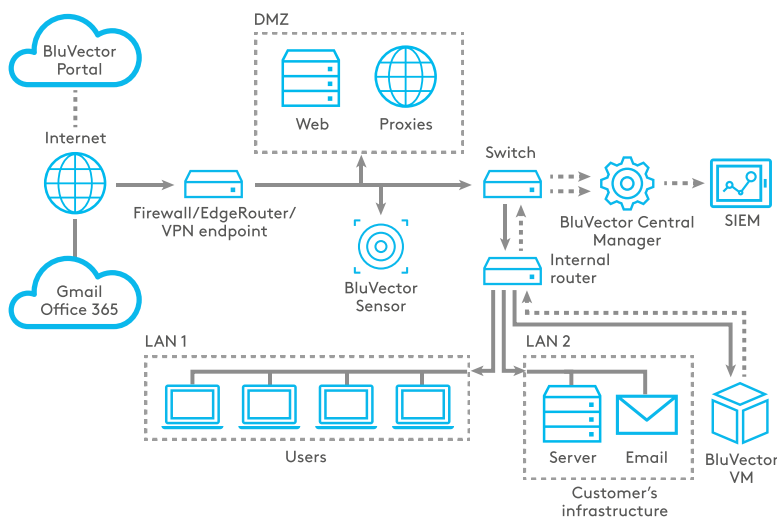 DMZ
BluVector
Portal
Internet
Web
Proxies
Switch
Firewall/EdgeRouter/
VPN endpoint
BluVector Central
Manager
SIEM
BluVector
Sensor
Internal
router
Gmail
Office 365
LAN 1
LAN 2
Users
Server
Email
BluVector
VM
Customer's
infrastructure